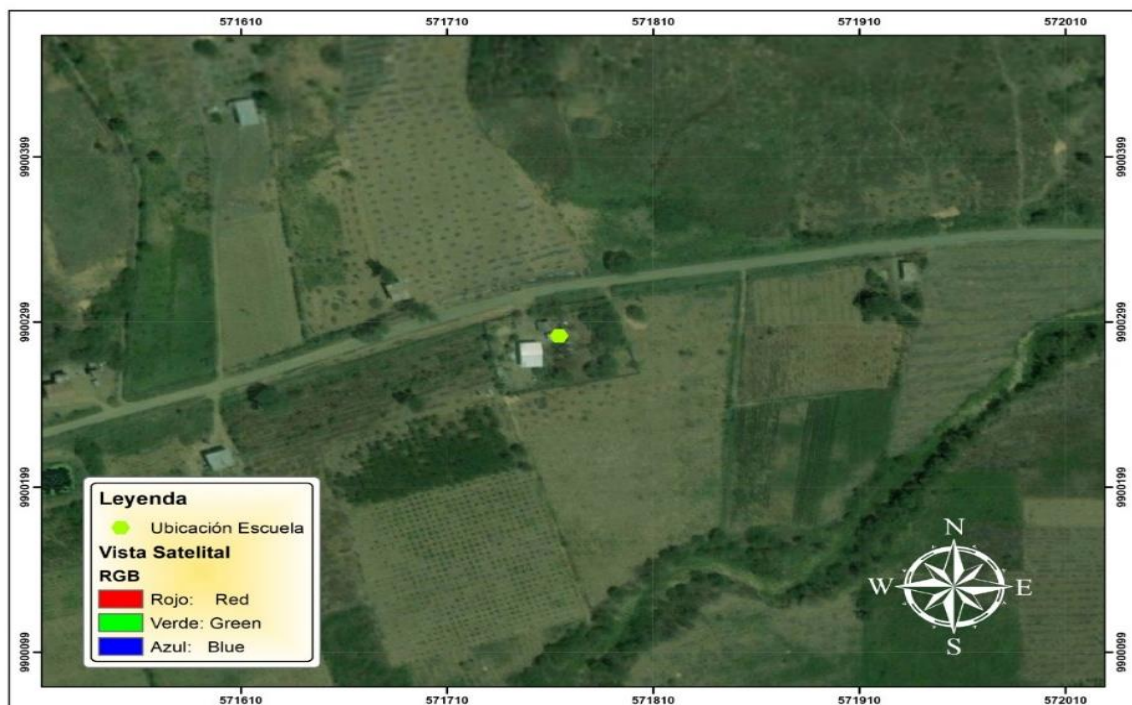 571610 571710 571810 571910 572010
9900399 9900399
9900299 9900299
9900199 9900199
9900099 9900099
Leyenda
Ubicación Escuela
Vista Satelital
RGB
Rojo: Red
Verde: Green
Azul: Blue
N
W E
S
571610 571710 571810 571910 572010